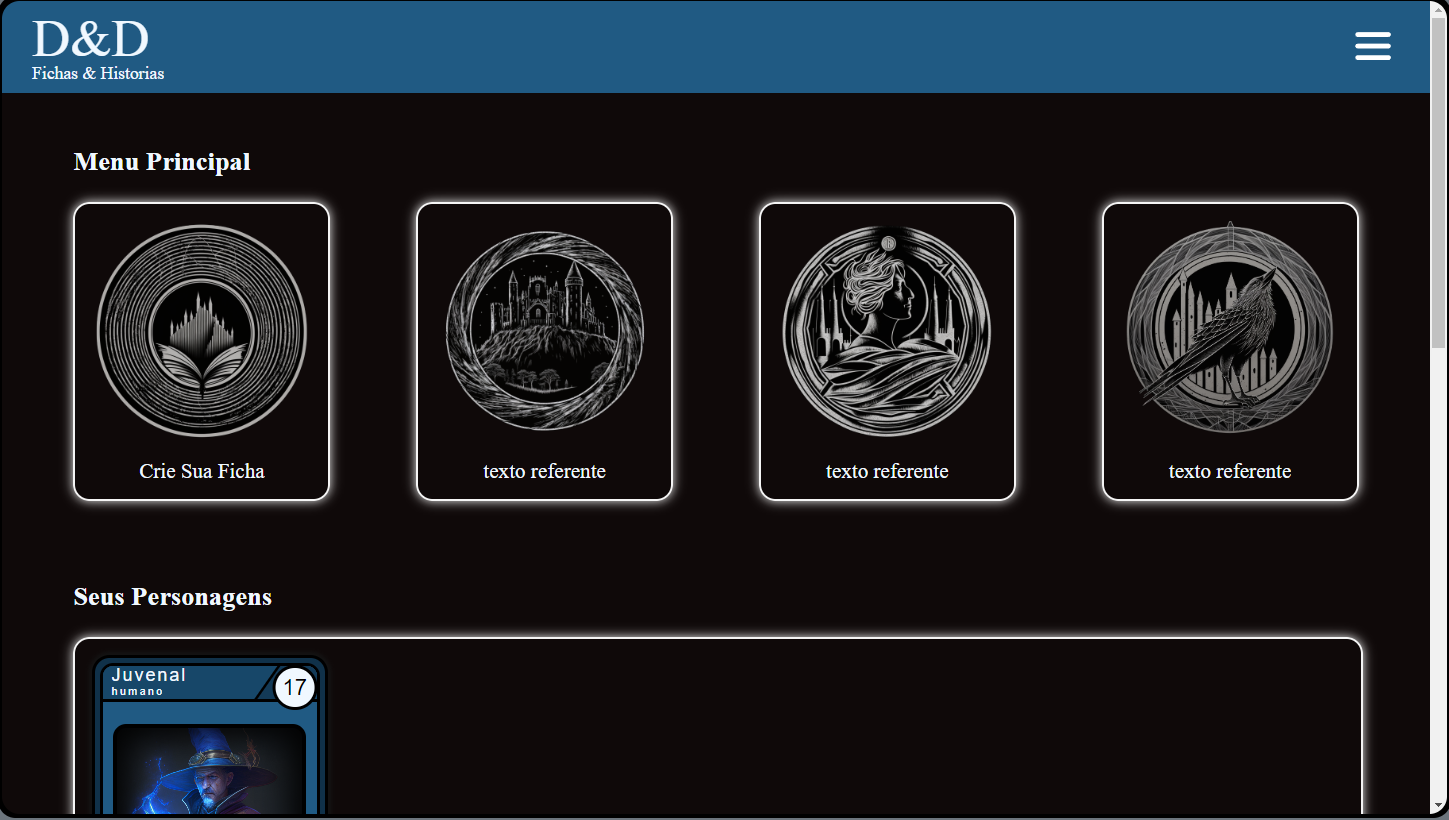 D&D
Fichas & Historias
Menu Principal
Crie Sua Ficha
texto referente
texto referente
texto referente
Seus Personagens
Juvenal
humano
17